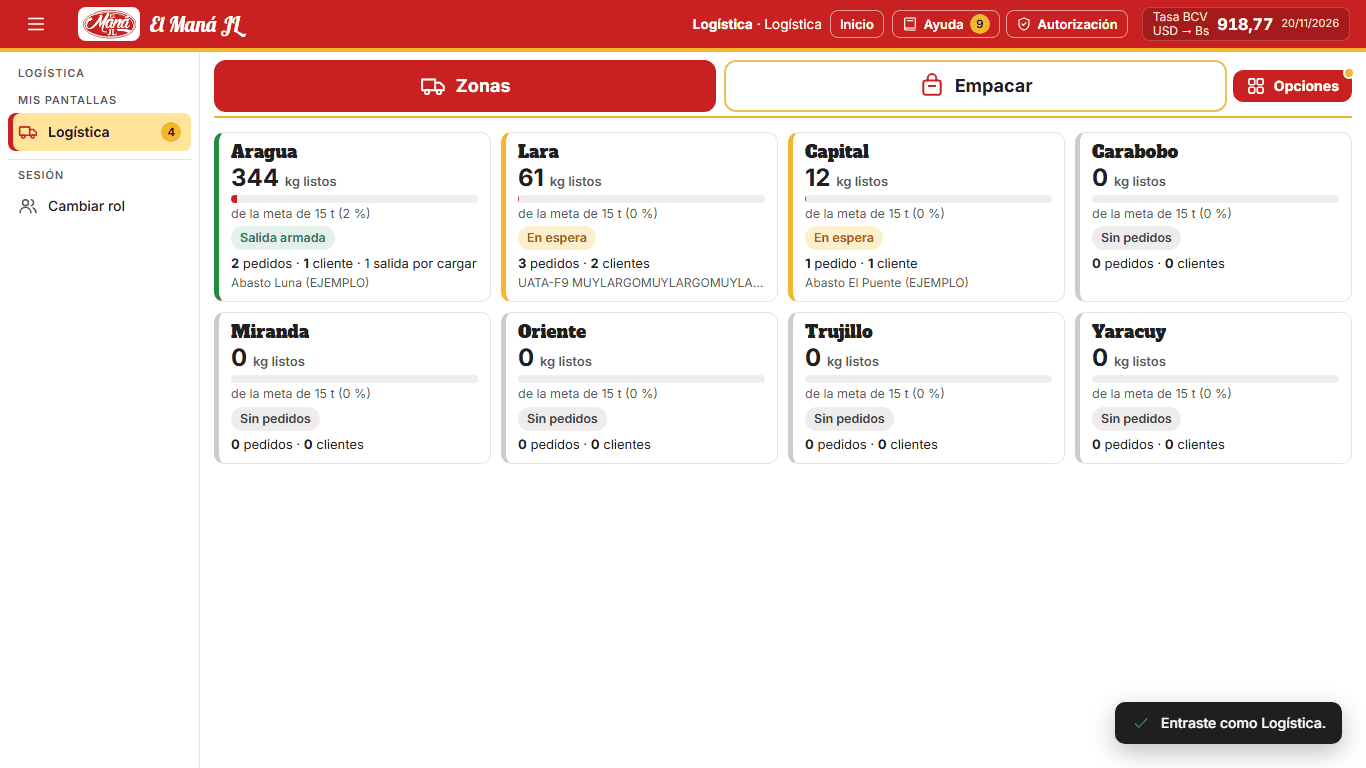 Maná JL
El Maná JL
Logística · Logística
Inicio
Ayuda 9
Autorización
Tasa BCV
USD → Bs
918,77
20/11/2026
LOGÍSTICA
MIS PANTALLAS
Logística 4
SESIÓN
Cambiar rol
Zonas
Empacar
Opciones
Aragua
344 kg listos
de la meta de 15 t (2 %)
Salida armada
2 pedidos · 1 cliente · 1 salida por cargar
Abasto Luna (EJEMPLO)
Lara
61 kg listos
de la meta de 15 t (0 %)
En espera
3 pedidos · 2 clientes
UATA-F9 MUYLARGOMUYLARGOMUYLA...
Capital
12 kg listos
de la meta de 15 t (0 %)
En espera
1 pedido · 1 cliente
Abasto El Puente (EJEMPLO)
Carabobo
0 kg listos
de la meta de 15 t (0 %)
Sin pedidos
0 pedidos · 0 clientes
Miranda
0 kg listos
de la meta de 15 t (0 %)
Sin pedidos
0 pedidos · 0 clientes
Oriente
0 kg listos
de la meta de 15 t (0 %)
Sin pedidos
0 pedidos · 0 clientes
Trujillo
0 kg listos
de la meta de 15 t (0 %)
Sin pedidos
0 pedidos · 0 clientes
Yaracuy
0 kg listos
de la meta de 15 t (0 %)
Sin pedidos
0 pedidos · 0 clientes
Entraste como Logística.